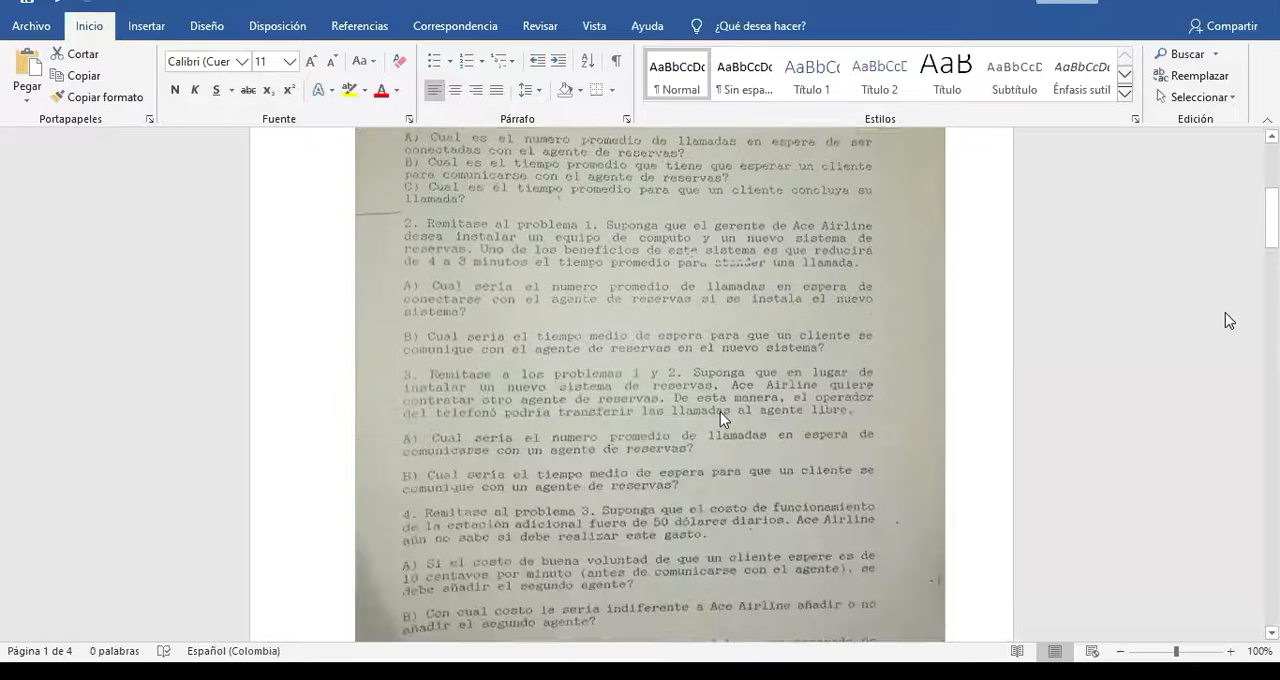 Archivo Inicio Insertar Diseño Disposición Referencias Correspondencia Revisar Vista Ayuda ¿Qué desea hacer? Compartir
Pegar
Cortar
Copiar
Copiar formato
Portapapeles
Calibri (Cuer 11
Aa
N K S abc x₂ x²
Fuente
Párrafo
AaBbCcDc AaBbCcDc AaBbCc AaBbCcD AaB AaBbCcD AaBbCcDc
¶ Normal ¶ Sin espa... Título 1 Título 2 Título Subtítulo Énfasis sutil
Estilos
Buscar
Reemplazar
Seleccionar
Edición
A) Cual es el numero promedio de llamadas en espera de ser
conectadas con el agente de reservas?
B) Cual es el tiempo promedio que tiene que esperar un cliente
para comunicarse con el agente de reservas?
C) Cual es el tiempo promedio para que un cliente concluya su
llamada?
2. Remitase al problema 1. Suponga que el gerente de Ace Airline
desea instalar un equipo de computo y un nuevo sistema de
reservas. Uno de los beneficios de este sistema es que reducirá
de 4 a 3 minutos el tiempo promedio para atender una llamada.
A) Cual seria el numero promedio de llamadas en espera de
conectarse con el agente de reservas si se instala el nuevo
sistema?
B) Cual seria el tiempo medio de espera para que un cliente se
comunique con el agente de reservas en el nuevo sistema?
3. Remitase a los problemas 1 y 2. Suponga que en lugar de
instalar un nuevo sistema de reservas, Ace Airline quiere
contratar otro agente de reservas. De esta manera, el operador
del telefonó podria transferir las llamadas al agente libre.
A) Cual seria el numero promedio de llamadas en espera de
comunicarse con un agente de reservas?
B) Cual seria el tiempo medio de espera para que un cliente se
comunique con un agente de reservas?
4. Remitase al problema 3. Suponga que el costo de funcionamiento
de la estación adicional fuera de 50 dólares diarios. Ace Airline
aún no sabe si debe realizar este gasto.
A) Si el costo de buena voluntad de que un cliente espere es de
10 centavos por minuto (antes de comunicarse con el agente), se
debe añadir el segundo agente?
B) Con cual costo le seria indiferente a Ace Airline añadir o no
añadir el segundo agente?
Página 1 de 4 0 palabras Español (Colombia) 100%